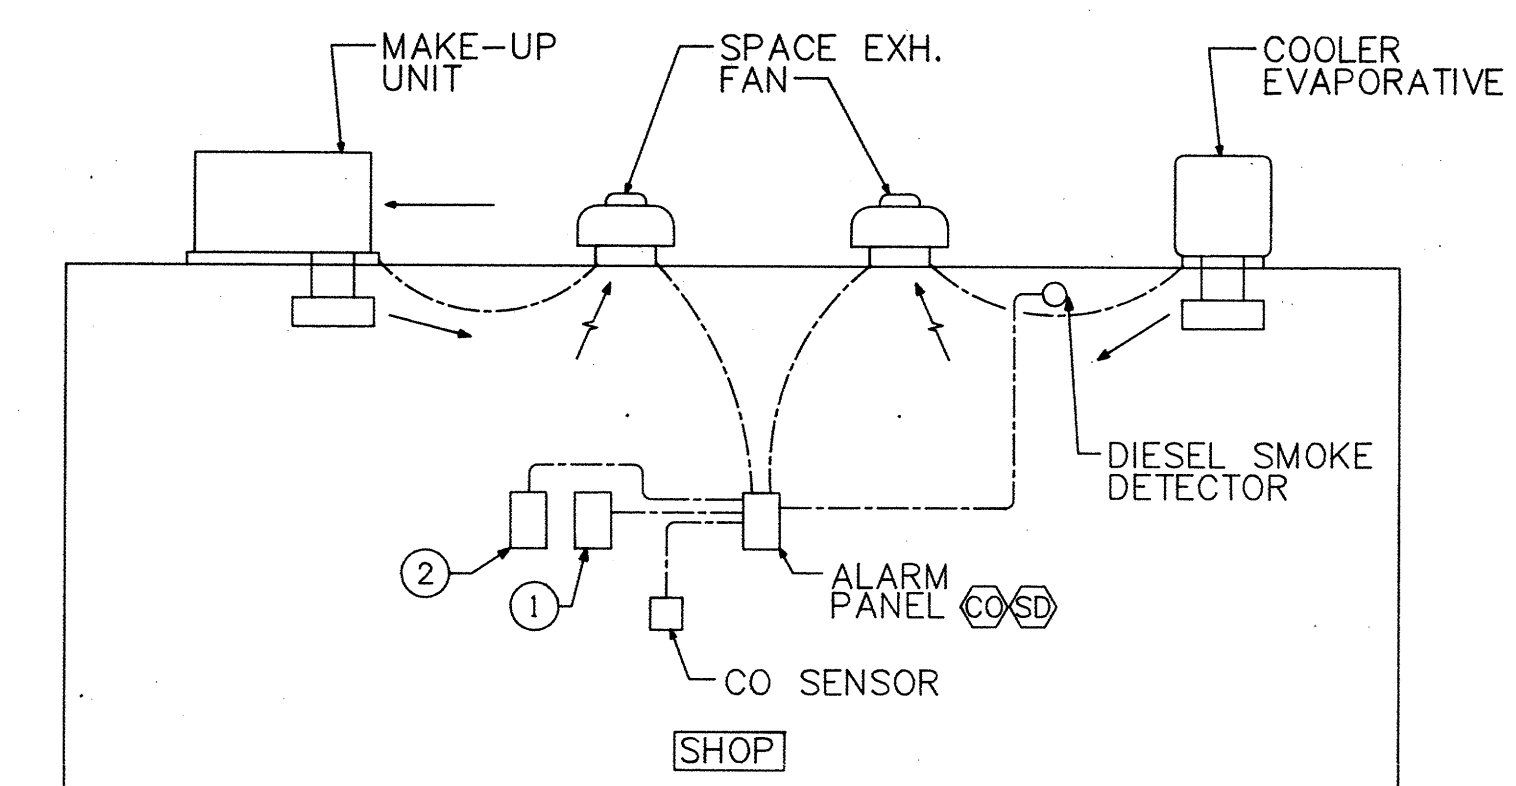 MAKE-UP
UNIT
SPACE EXH.
FAN
COOLER
EVAPORATIVE
DIESEL SMOKE
DETECTOR
2
1
ALARM
PANEL CO SD
CO SENSOR
SHOP